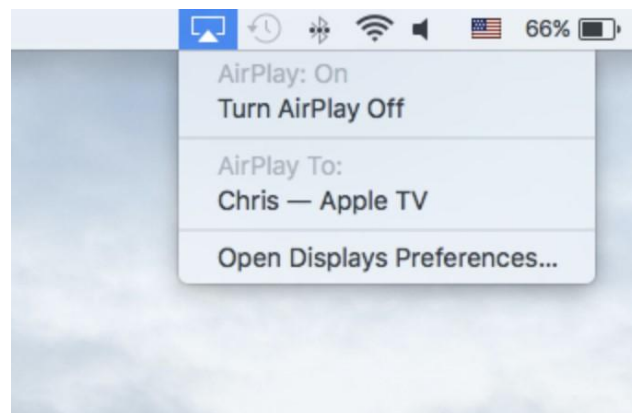 66%
AirPlay: On
Turn AirPlay Off
AirPlay To:
Chris — Apple TV
Open Displays Preferences...